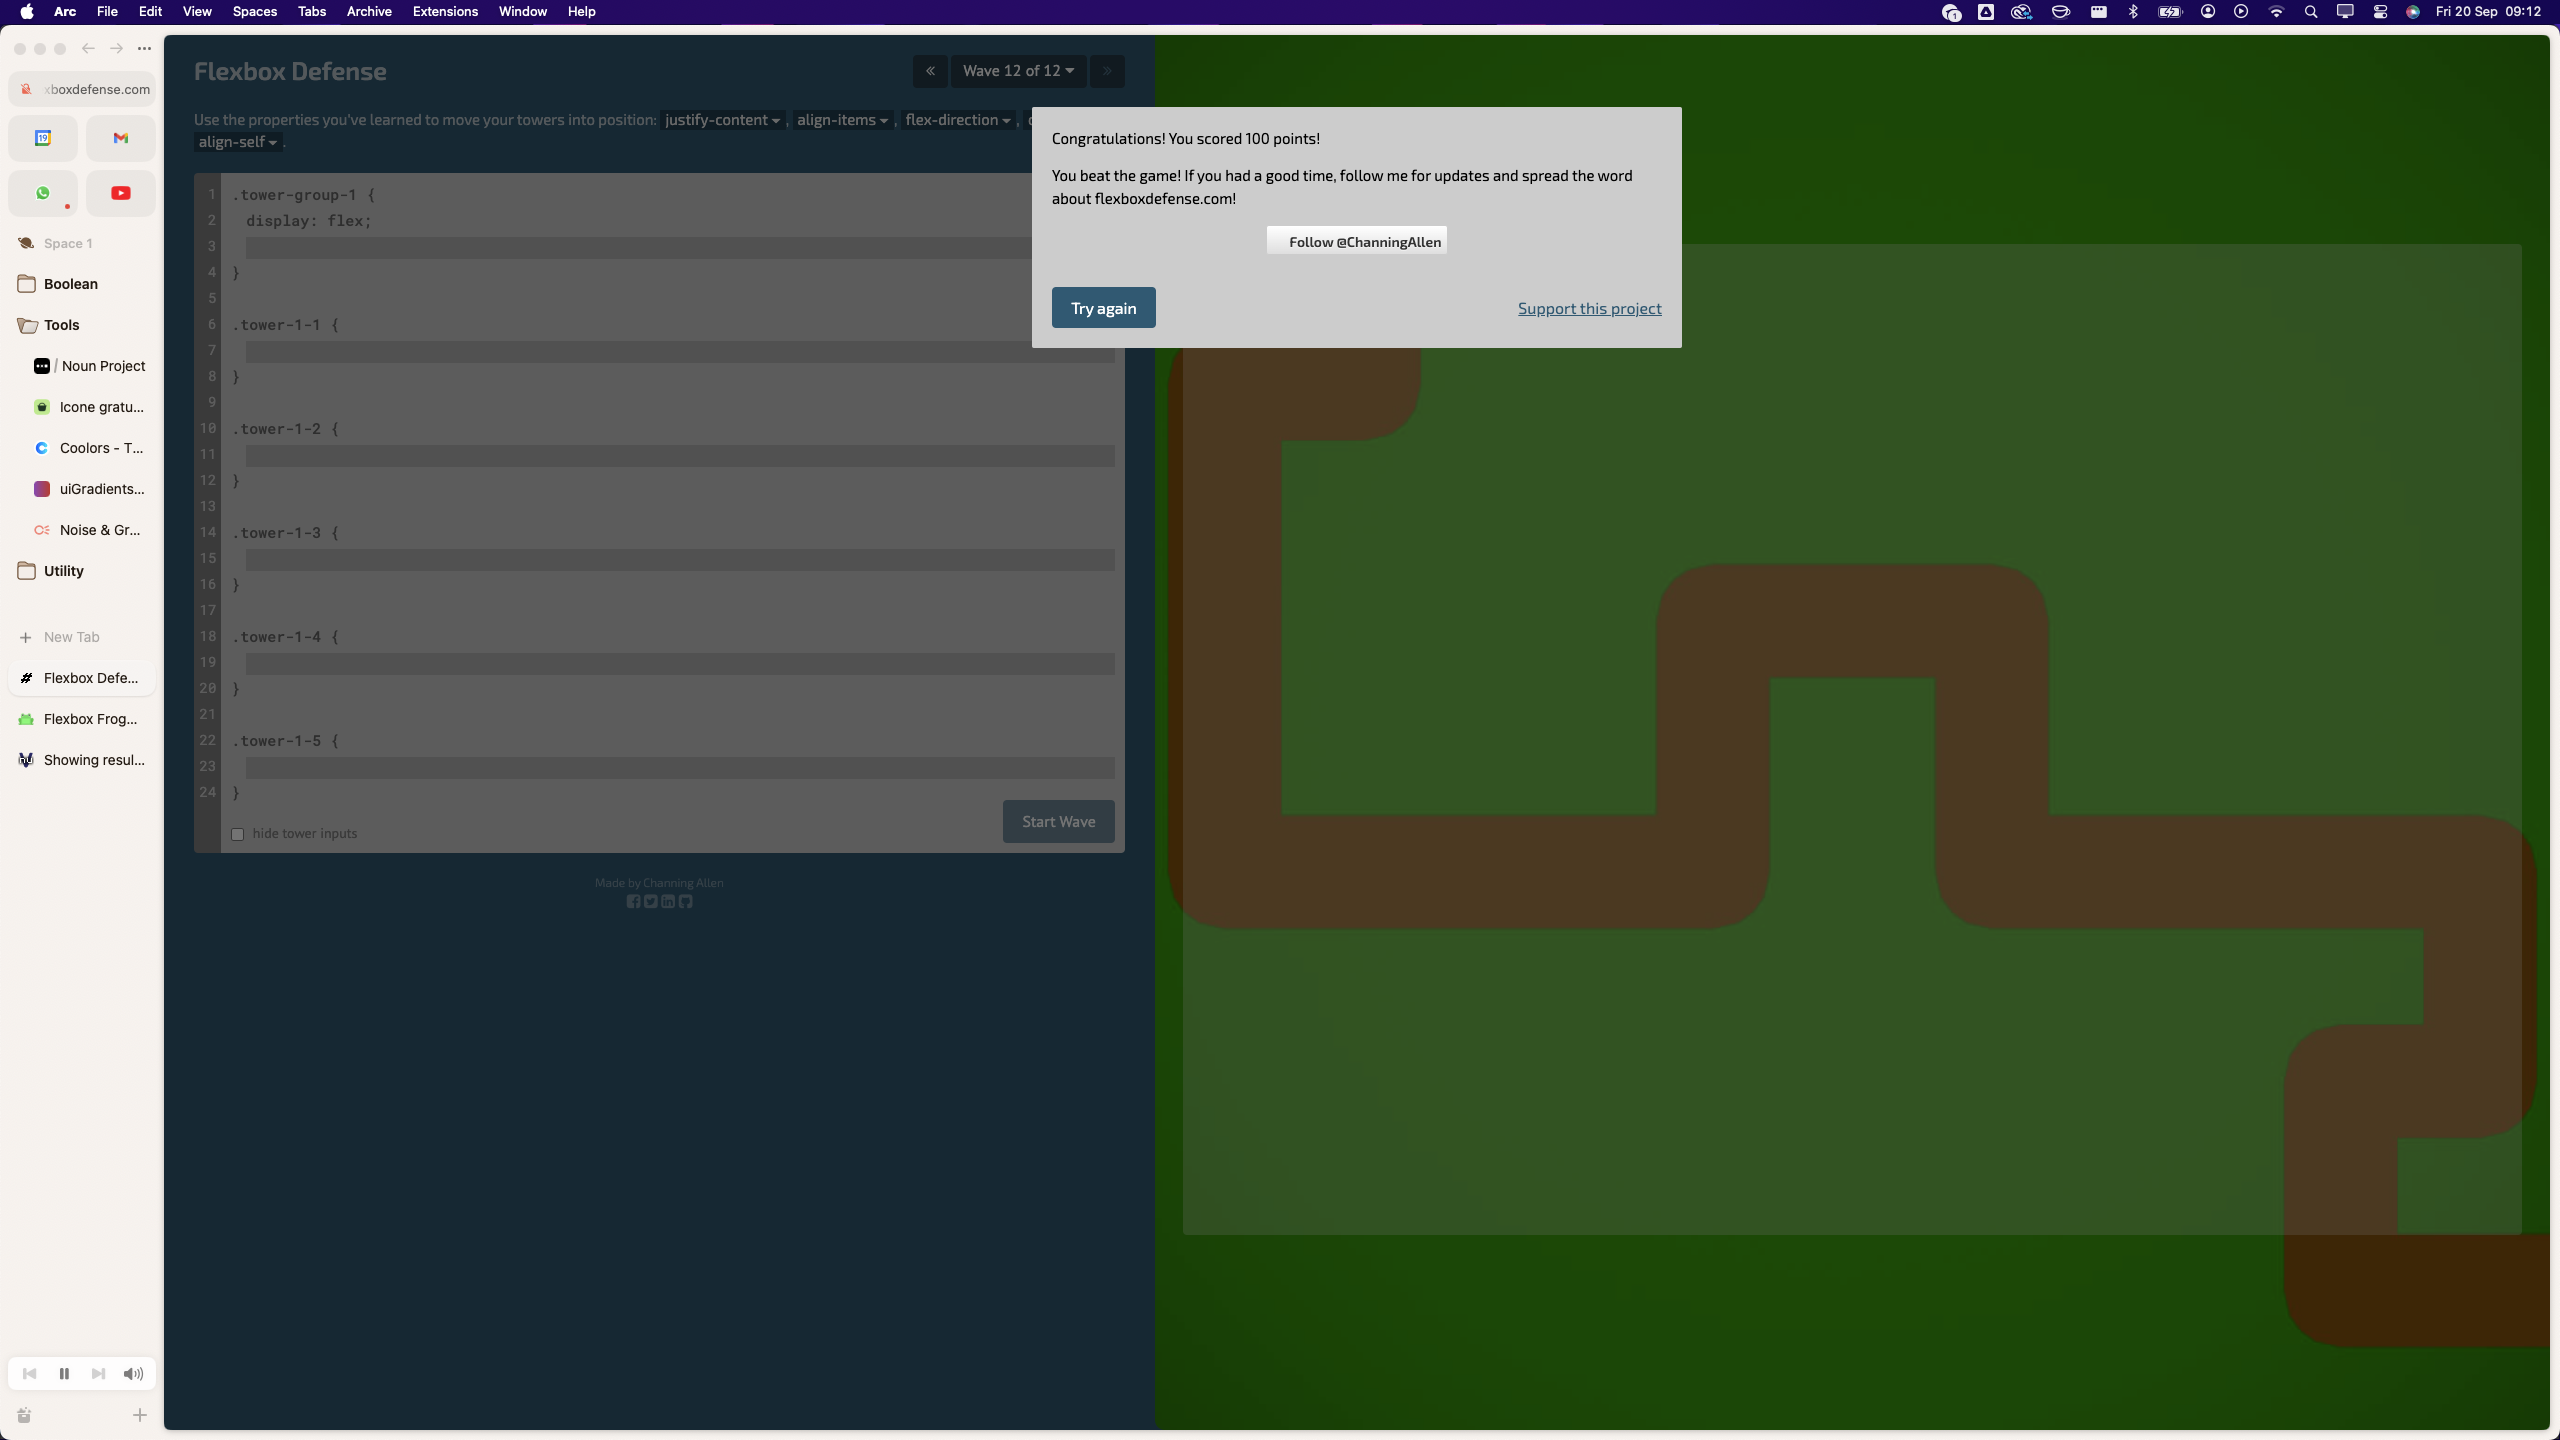 Arc File Edit View Spaces Tabs Archive Extensions Window Help
1
Fri 20 Sep 09:12
xboxdefense.com
19
Space 1
Boolean
Tools
/ Noun Project
Icone gratu...
Coolors - T...
uiGradients...
Noise & Gr...
Utility
New Tab
Flexbox Defe...
Flexbox Frog...
Showing resul...
Flexbox Defense
« Wave 12 of 12 »
Use the properties you've learned to move your towers into position: justify-content , align-items , flex-direction ,
align-self .
1 .tower-group-1 {
2 display: flex;
3
4 }
5
6 .tower-1-1 {
7
8 }
9
10 .tower-1-2 {
11
12 }
13
14 .tower-1-3 {
15
16 }
17
18 .tower-1-4 {
19
20 }
21
22 .tower-1-5 {
23
24 }
hide tower inputs
Start Wave
Made by Channing Allen
Congratulations! You scored 100 points!
You beat the game! If you had a good time, follow me for updates and spread the word
about flexboxdefense.com!
Follow @ChanningAllen
Try again
Support this project